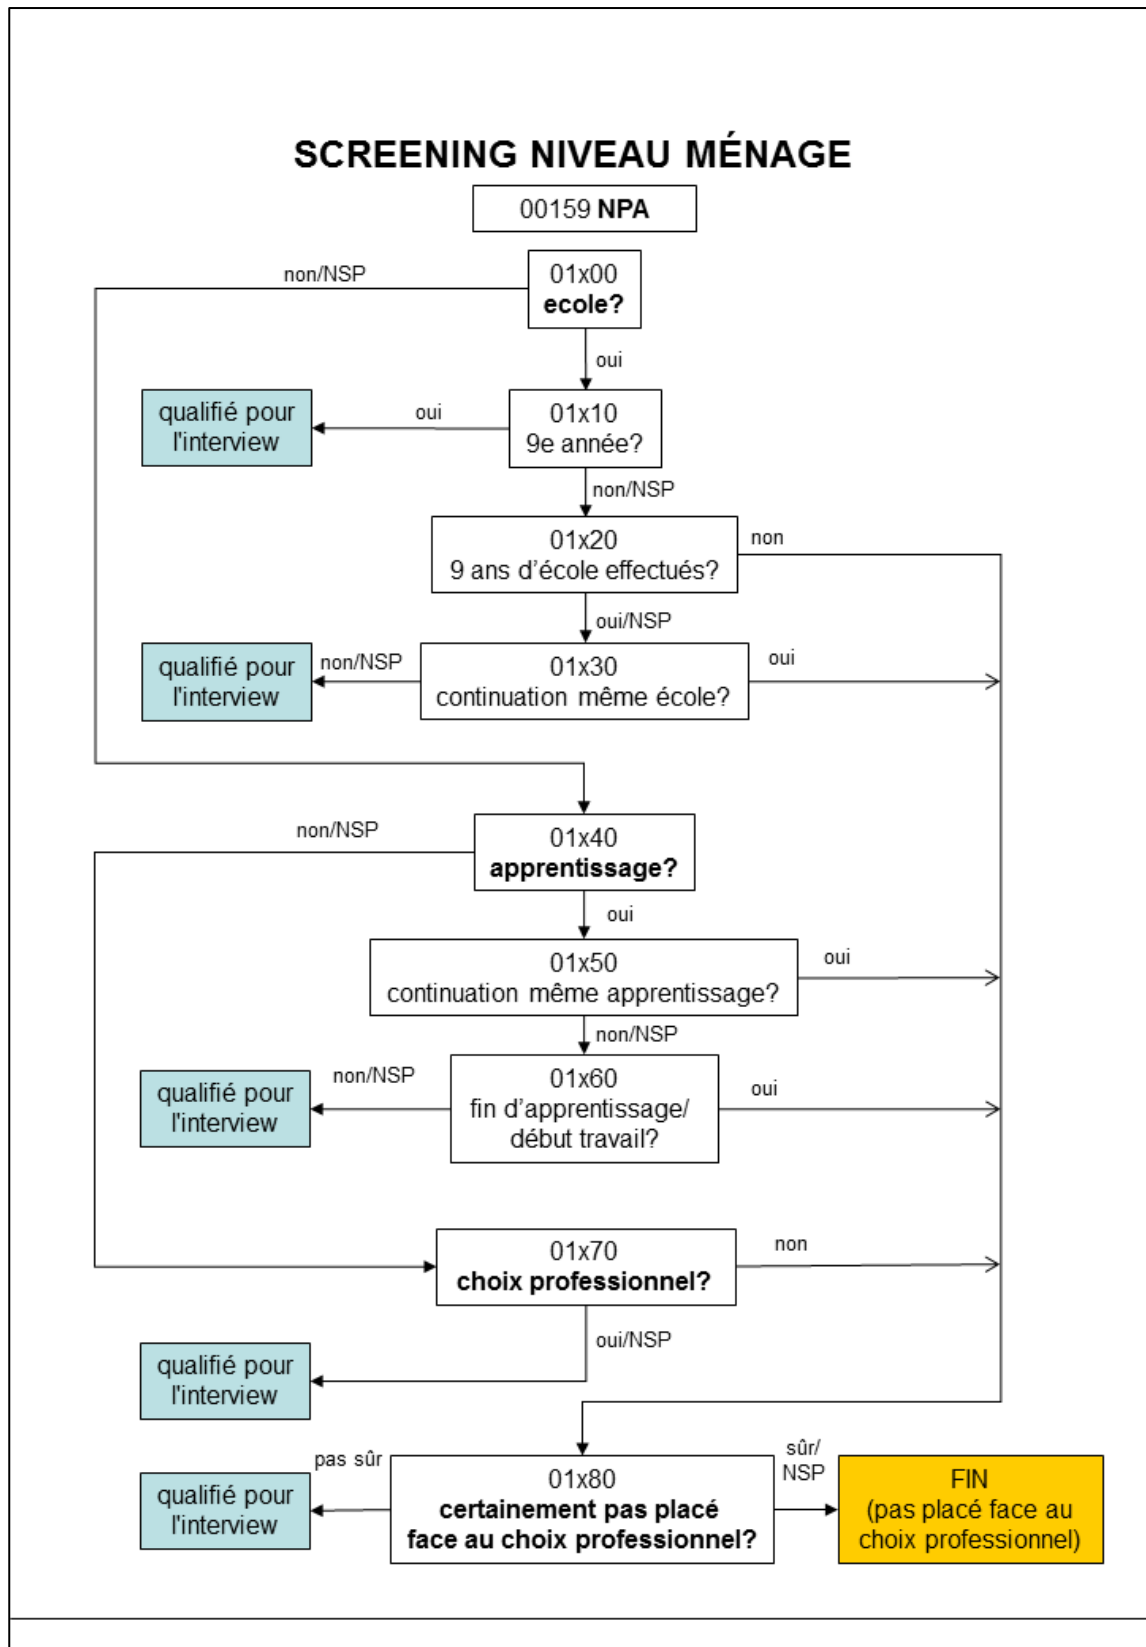 SCREENING NIVEAU MÉNAGE
00159 NPA
non/NSP
01x00
ecole?
oui
qualifié pour
l'interview
oui
01x10
9e année?
non/NSP
01x20
9 ans d'école effectués?
non
oui/NSP
qualifié pour
l'interview
non/NSP
01x30
continuation même école?
oui
non/NSP
01x40
apprentissage?
oui
01x50
continuation même apprentissage?
oui
non/NSP
qualifié pour
l'interview
non/NSP
01x60
fin d'apprentissage/
début travail?
oui
01x70
choix professionnel?
non
oui/NSP
qualifié pour
l'interview
qualifié pour
l'interview
pas sûr
01x80
certainement pas placé
face au choix professionnel?
sûr/
NSP
FIN
(pas placé face au
choix professionnel)